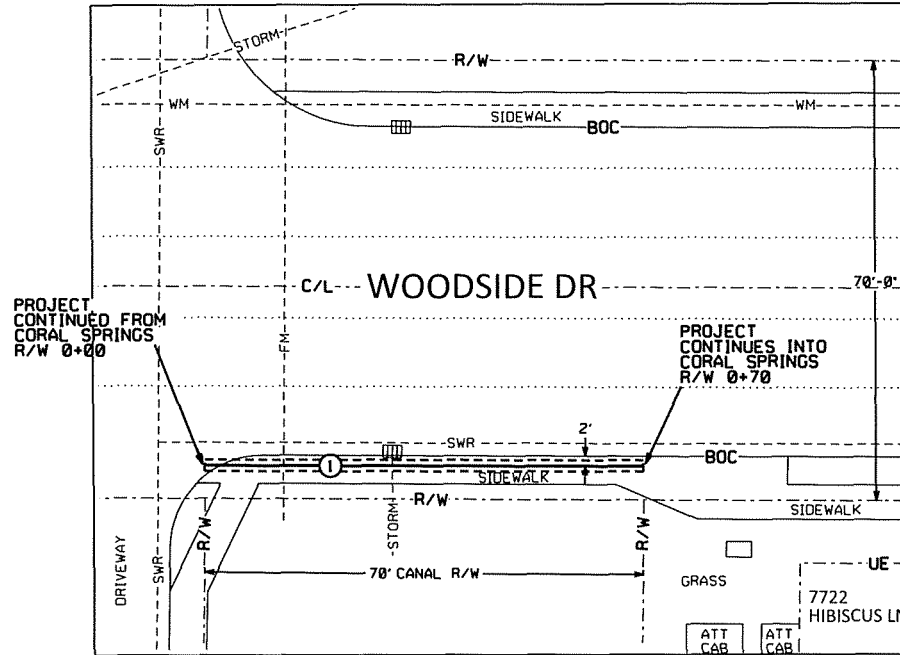 STORM
R/W
WM
WM
SIDEWALK
BOC
SWR
C/L
WOODSIDE DR
70'-0"
PROJECT
CONTINUED FROM
CORAL SPRINGS
R/W 0+00
FM
PROJECT
CONTINUES INTO
CORAL SPRINGS
R/W 0+70
2'
SWR
BOC
1
SIDEWALK
R/W
SIDEWALK
R/W
STORM
R/W
DRIVEWAY
SWR
70' CANAL R/W
GRASS
UE
7722
HIBISCUS LN
ATT
CAB
ATT
CAB